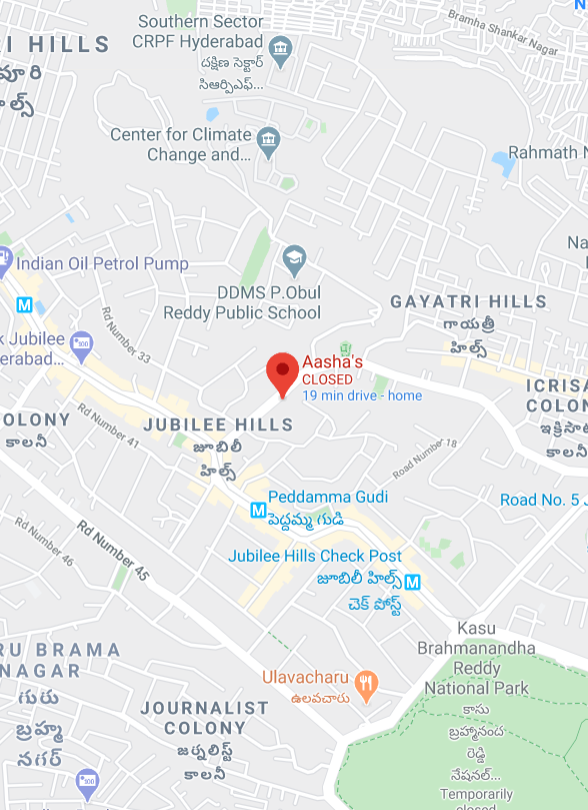 N
Bramha Shankar Nagar
Southern Sector
CRPF Hyderabad
దక్షిణ సెక్టార్
సిఆర్పిఎఫ్...
I HILLS
వూరి
ల్స్
Center for Climate
Change and...
Rahmath N
Na
Indian Oil Petrol Pump
DDMS P.Obul
Reddy Public School
GAYATRI HILLS
గాయత్రీ
హిల్స్
M
Rd Number 33
k Jubilee
erabad...
Aasha's
CLOSED
19 min drive - home
ICRISA
COLON
ఇక్రిసాట
కాలనీ
OLONY
కాలనీ
Rd Number 41
JUBILEE HILLS
జూబిలీ
హిల్స్
Road Number 18
Peddamma Gudi
M
పెద్దమ్మ గుడి
Road No. 5 J
Rd Number 45
Rd Number 46
Jubilee Hills Check Post
జూబిలీ హిల్స్
M
చెక్ పోస్ట్
Kasu
Brahmanandha
Reddy
National Park
కాసు
బ్రహ్మానంద
రెడ్డి
నేషనల్...
Temporarily
closed
RU BRAMA
NAGAR
గురు
బ్రహ్మ
నగర్
Ulavacharu
ఉలవచారు
JOURNALIST
COLONY
జర్నలిస్ట్
కాలనీ